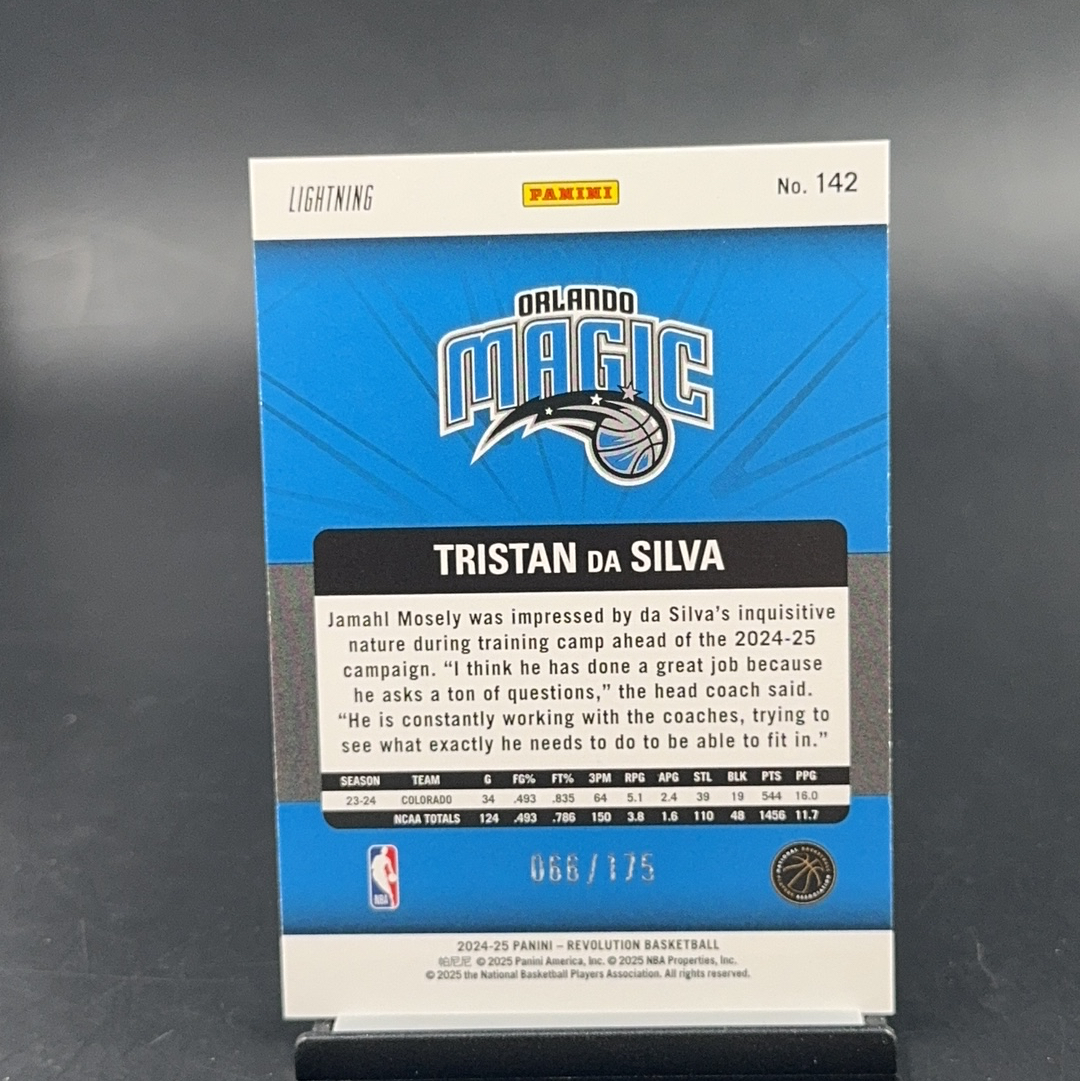 LIGHTNING
PANINI
No. 142
ORLANDO
MAGIC
TRISTAN DA SILVA
Jamahl Mosely was impressed by da Silva's inquisitive
nature during training camp ahead of the 2024-25
campaign. “I think he has done a great job because
he asks a ton of questions,” the head coach said.
“He is constantly working with the coaches, trying to
see what exactly he needs to do to be able to fit in.”
SEASON TEAM G FG% FT% 3PM RPG APG STL BLK PTS PPG
23-24 COLORADO 34 .493 .835 64 5.1 2.4 39 19 544 16.0
NCAA TOTALS 124 .493 .786 150 3.8 1.6 110 48 1456 11.7
066/175
NBA
NATIONAL BASKETBALL
PLAYERS ASSOCIATION
2024-25 PANINI – REVOLUTION BASKETBALL
帕尼尼 © 2025 Panini America, Inc. © 2025 NBA Properties, Inc.
© 2025 the National Basketball Players Association. All rights reserved.